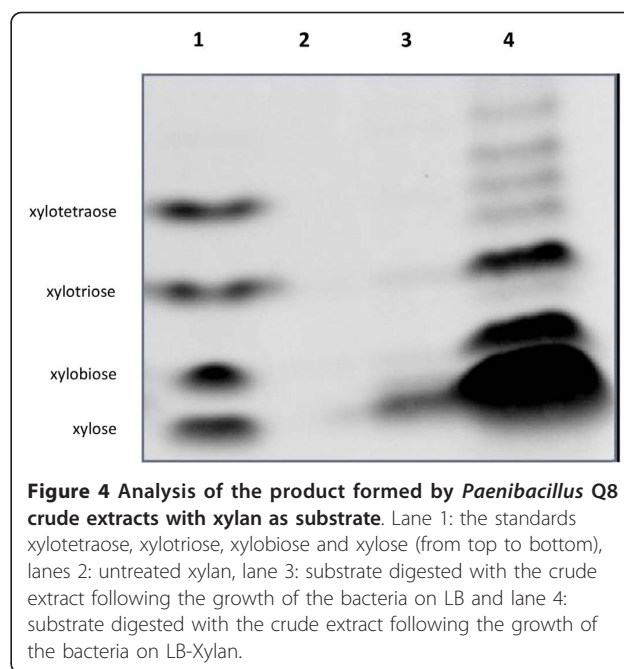 1 2 3 4
xylotetraose
xylotriose
xylobiose
xylose
Figure 4 Analysis of the product formed by Paenibacillus Q8
crude extracts with xylan as substrate. Lane 1: the standards
xylotetraose, xylotriose, xylobiose and xylose (from top to bottom),
lanes 2: untreated xylan, lane 3: substrate digested with the crude
extract following the growth of the bacteria on LB and lane 4:
substrate digested with the crude extract following the growth of
the bacteria on LB-Xylan.